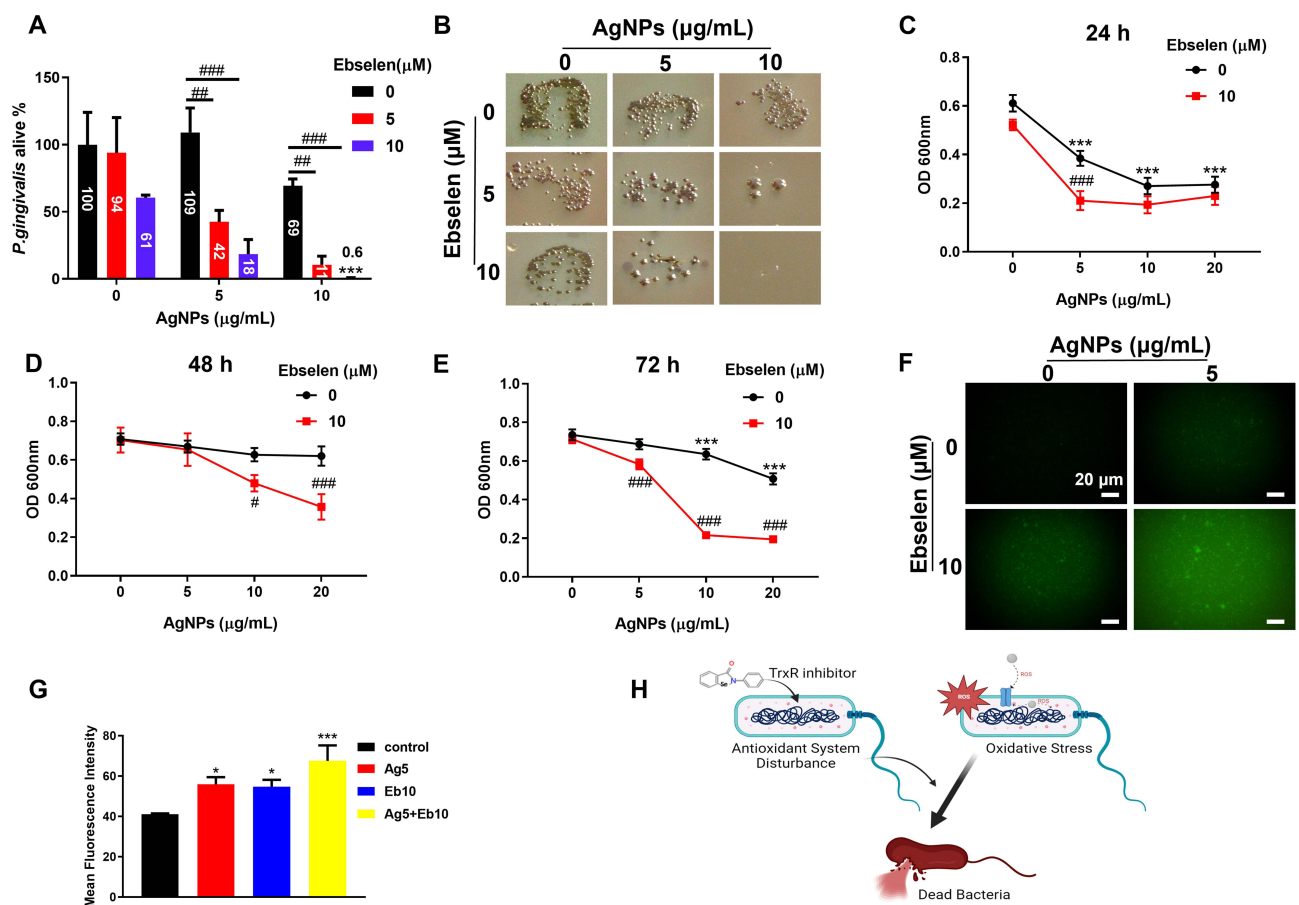 A
P.gingivalis alive %
150
100
50
0
###
##
###
##
Ebselen(μM)
0
5
10
100
94
61
109
42
18
69
11
0.6
***
0
5
10
AgNPs (μg/mL)
B
AgNPs (μg/mL)
0
5
10
Ebselen (μM)
0
5
10
C
24 h
Ebselen (μM)
0
10
OD 600nm
0.8
0.6
0.4
0.2
0.0
***
***
***
###
0
5
10
20
AgNPs (μg/mL)
D
48 h
Ebselen (μM)
0
10
OD 600nm
1.0
0.8
0.6
0.4
0.2
0.0
#
###
0
5
10
20
AgNPs (μg/mL)
E
72 h
Ebselen (μM)
0
10
OD 600nm
1.0
0.8
0.6
0.4
0.2
0.0
***
***
###
###
###
0
5
10
20
AgNPs (μg/mL)
F
AgNPs (μg/mL)
0
5
Ebselen (μM)
0
10
20 μm
G
Mean Fluorescence Intensity
80
60
40
20
0
*
*
***
control
Ag5
Eb10
Ag5+Eb10
H
O
N
Se
TrxR inhibitor
Antioxidant System
Disturbance
ROS
ROS
ROS
Oxidative Stress
Dead Bacteria